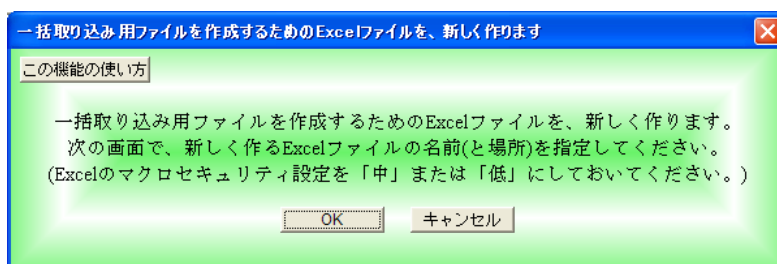 一括取り込み用ファイルを作成するためのExcelファイルを、新しく作ります
この機能の使い方
一括取り込み用ファイルを作成するためのExcelファイルを、新しく作ります。
次の画面で、新しく作るExcelファイルの名前(と場所)を指定してください。
(Excelのマクロセキュリティ設定を「中」または「低」にしておいてください。)
OK
キャンセル